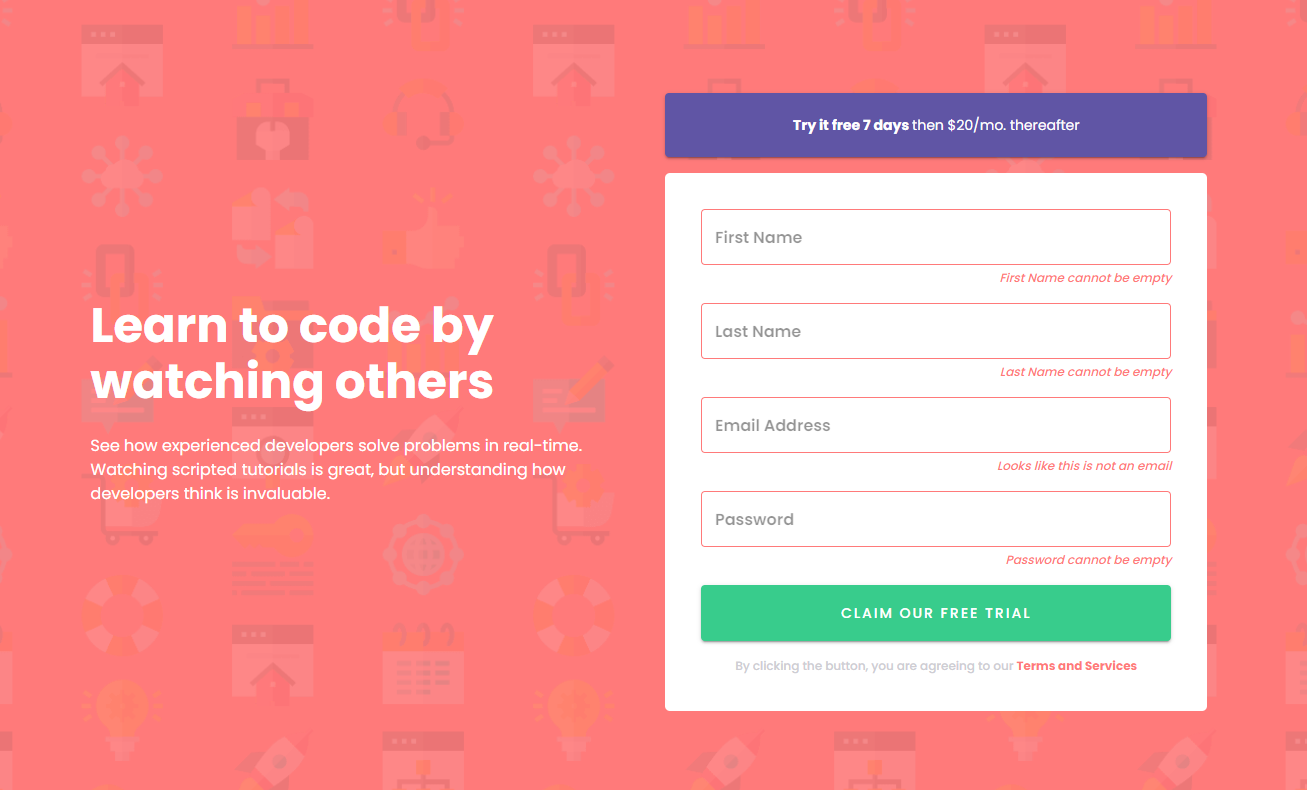 Learn to code by
watching others
See how experienced developers solve problems in real-time.
Watching scripted tutorials is great, but understanding how
developers think is invaluable.
Try it free 7 days then $20/mo. thereafter
First Name
First Name cannot be empty
Last Name
Last Name cannot be empty
Email Address
Looks like this is not an email
Password
Password cannot be empty
CLAIM OUR FREE TRIAL
By clicking the button, you are agreeing to our Terms and Services